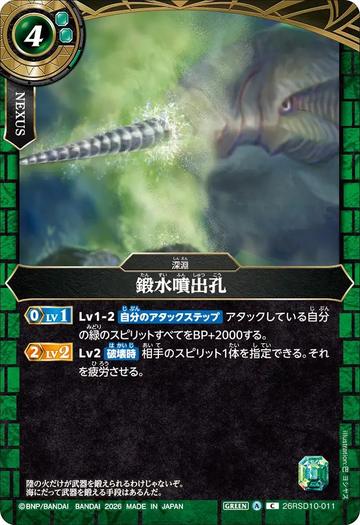 4
NEXUS
深淵
鍛水噴出孔
0 LV1 Lv1-2 自分のアタックステップ アタックしている自分
の緑のスピリットすべてをBP+2000する。
2 LV2 Lv2 破壊時 相手のスピリット1体を指定できる。それ
を疲労させる。
陸の火だけが武器を鍛えられるわけじゃないぞ。
海にだって武器を鍛える手段はあるんだ。
illustration 巴 ヨシヤス
©BNP/BANDAI BANDAI 2026 MADE IN JAPAN GREEN A C 26RSD10-011